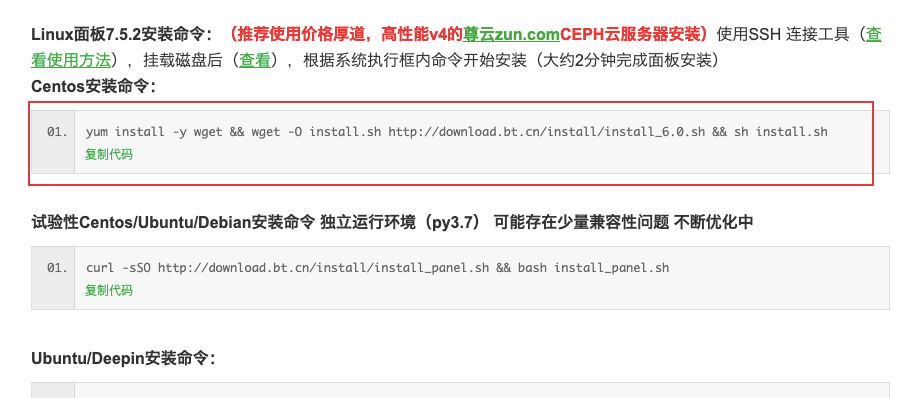 Linux面板7.5.2安装命令：（推荐使用价格厚道，高性能v4的尊云zun.comCEPH云服务器安装）使用SSH 连接工具（查
看使用方法），挂载磁盘后（查看），根据系统执行框内命令开始安装（大约2分钟完成面板安装）
Centos安装命令：
01. yum install -y wget && wget -O install.sh http://download.bt.cn/install/install_6.0.sh && sh install.sh
复制代码
试验性Centos/Ubuntu/Debian安装命令 独立运行环境（py3.7） 可能存在少量兼容性问题 不断优化中
01. curl -sSO http://download.bt.cn/install/install_panel.sh && bash install_panel.sh
复制代码
Ubuntu/Deepin安装命令：